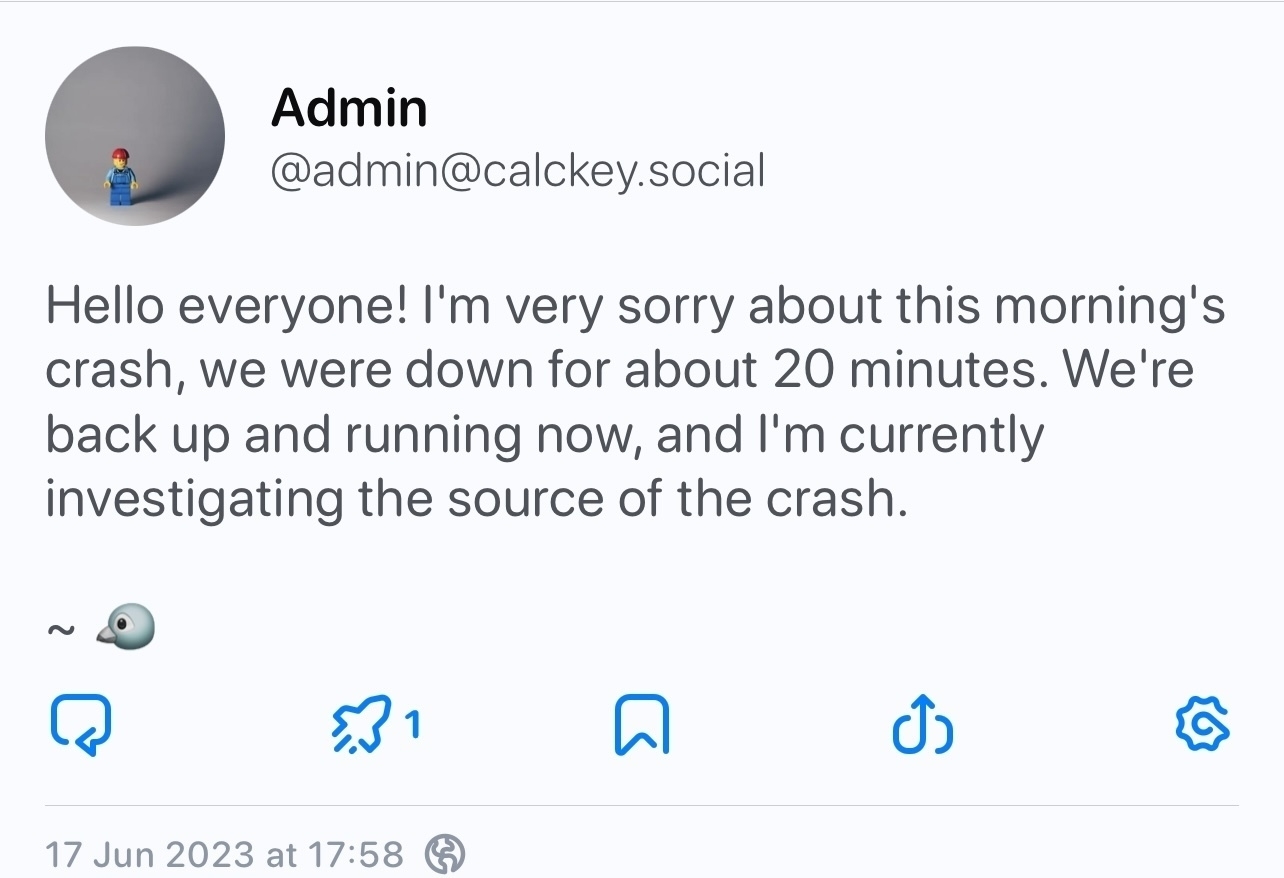 Admin
@admin@calckey.social
Hello everyone! I'm very sorry about this morning's
crash, we were down for about 20 minutes. We're
back up and running now, and I'm currently
investigating the source of the crash.
~ 🐦
1
17 Jun 2023 at 17:58